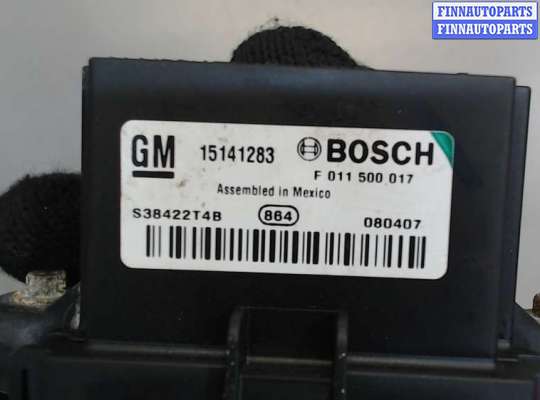 FINNAUTOPARTS
FINNAUTOPARTS
GM 15141283 BOSCH
F 011 500 017
Assembled in Mexico
S38422T4B 864 080407